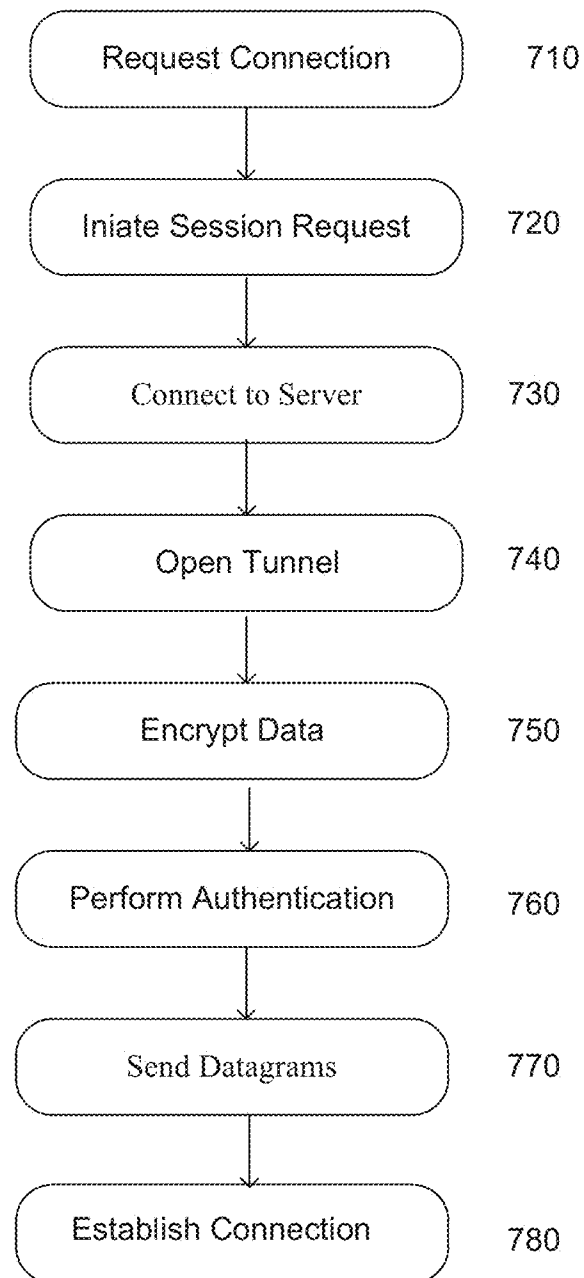 Request Connection 710
Iniate Session Request 720
Connect to Server 730
Open Tunnel 740
Encrypt Data 750
Perform Authentication 760
Send Datagrams 770
Establish Connection 780